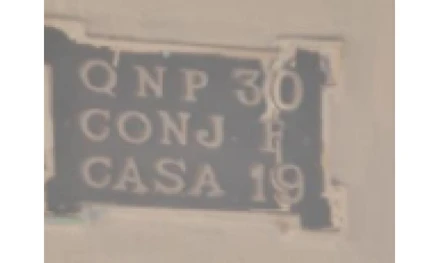 QNP 30
CONJ F
CASA 19